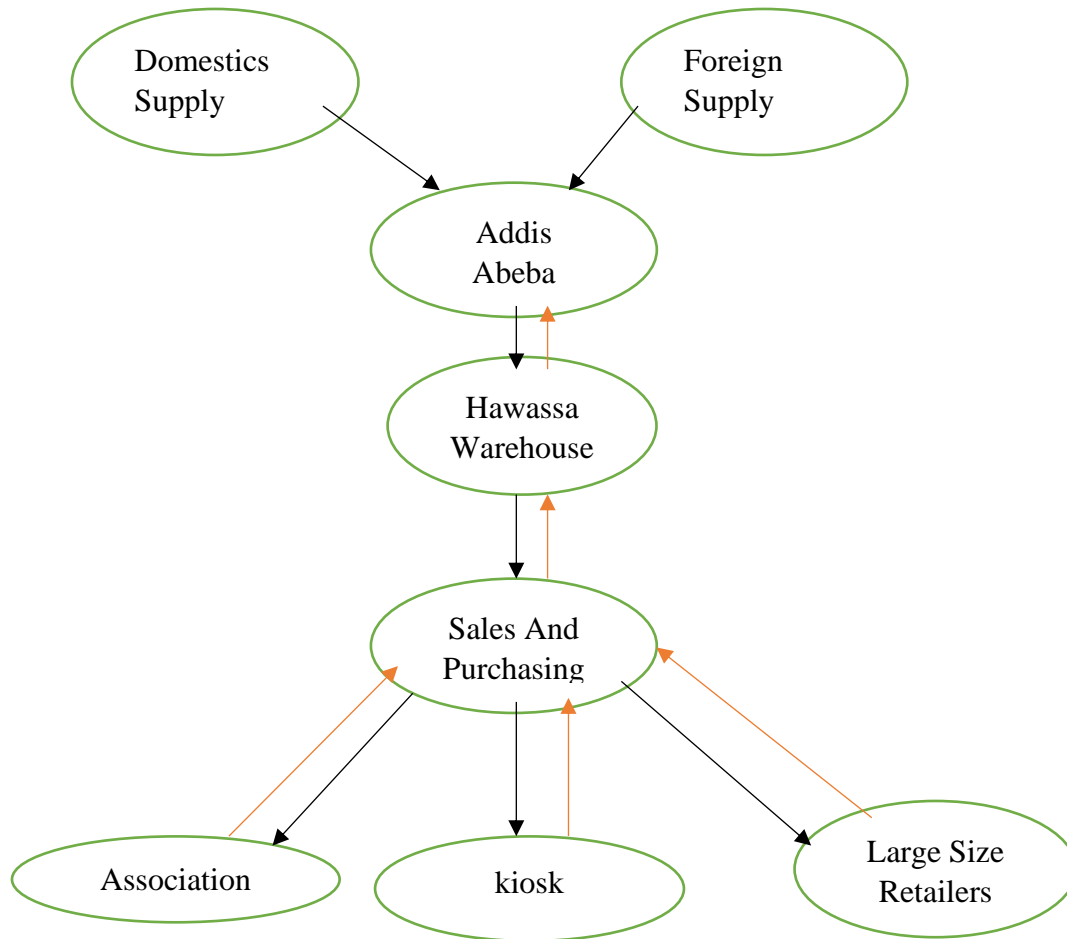 Domestics
Supply
Foreign
Supply
Addis
Abeba
Hawassa
Warehouse
Sales And
Purchasing
Association
kiosk
Large Size
Retailers